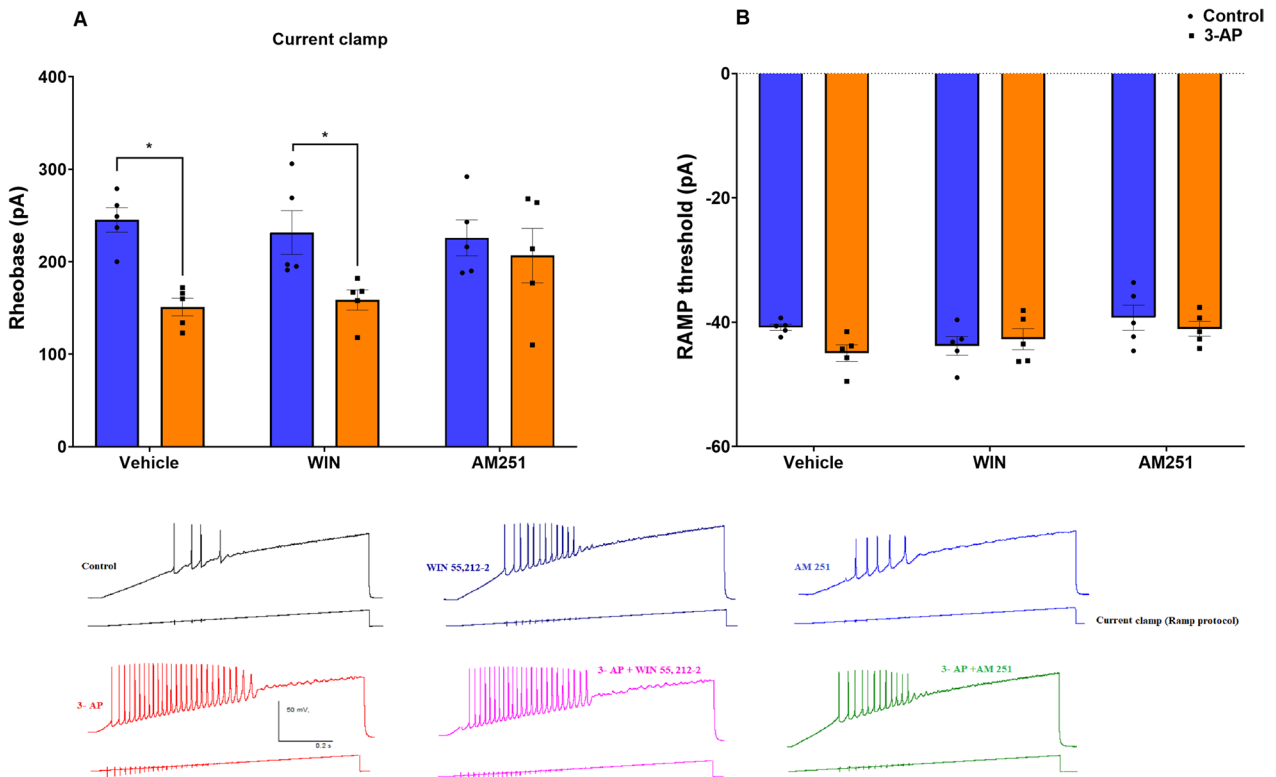 A
B
Control
3-AP
Current clamp
400
300
200
100
0
Rheobase (pA)
*
*
Vehicle
WIN
AM251
-0
-20
-40
-60
RAMP threshold (pA)
Vehicle
WIN
AM251
Control
WIN 55,212-2
AM 251
Current clamp (Ramp protocol)
3- AP
3- AP + WIN 55, 212-2
3- AP +AM 251
50 mV,
0.2 s